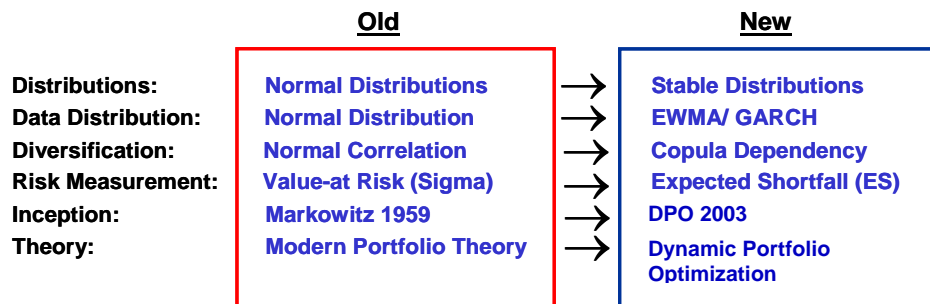 Old New
Distributions: Normal Distributions → Stable Distributions
Data Distribution: Normal Distribution → EWMA/ GARCH
Diversification: Normal Correlation → Copula Dependency
Risk Measurement: Value-at Risk (Sigma) → Expected Shortfall (ES)
Inception: Markowitz 1959 → DPO 2003
Theory: Modern Portfolio Theory → Dynamic Portfolio
Optimization